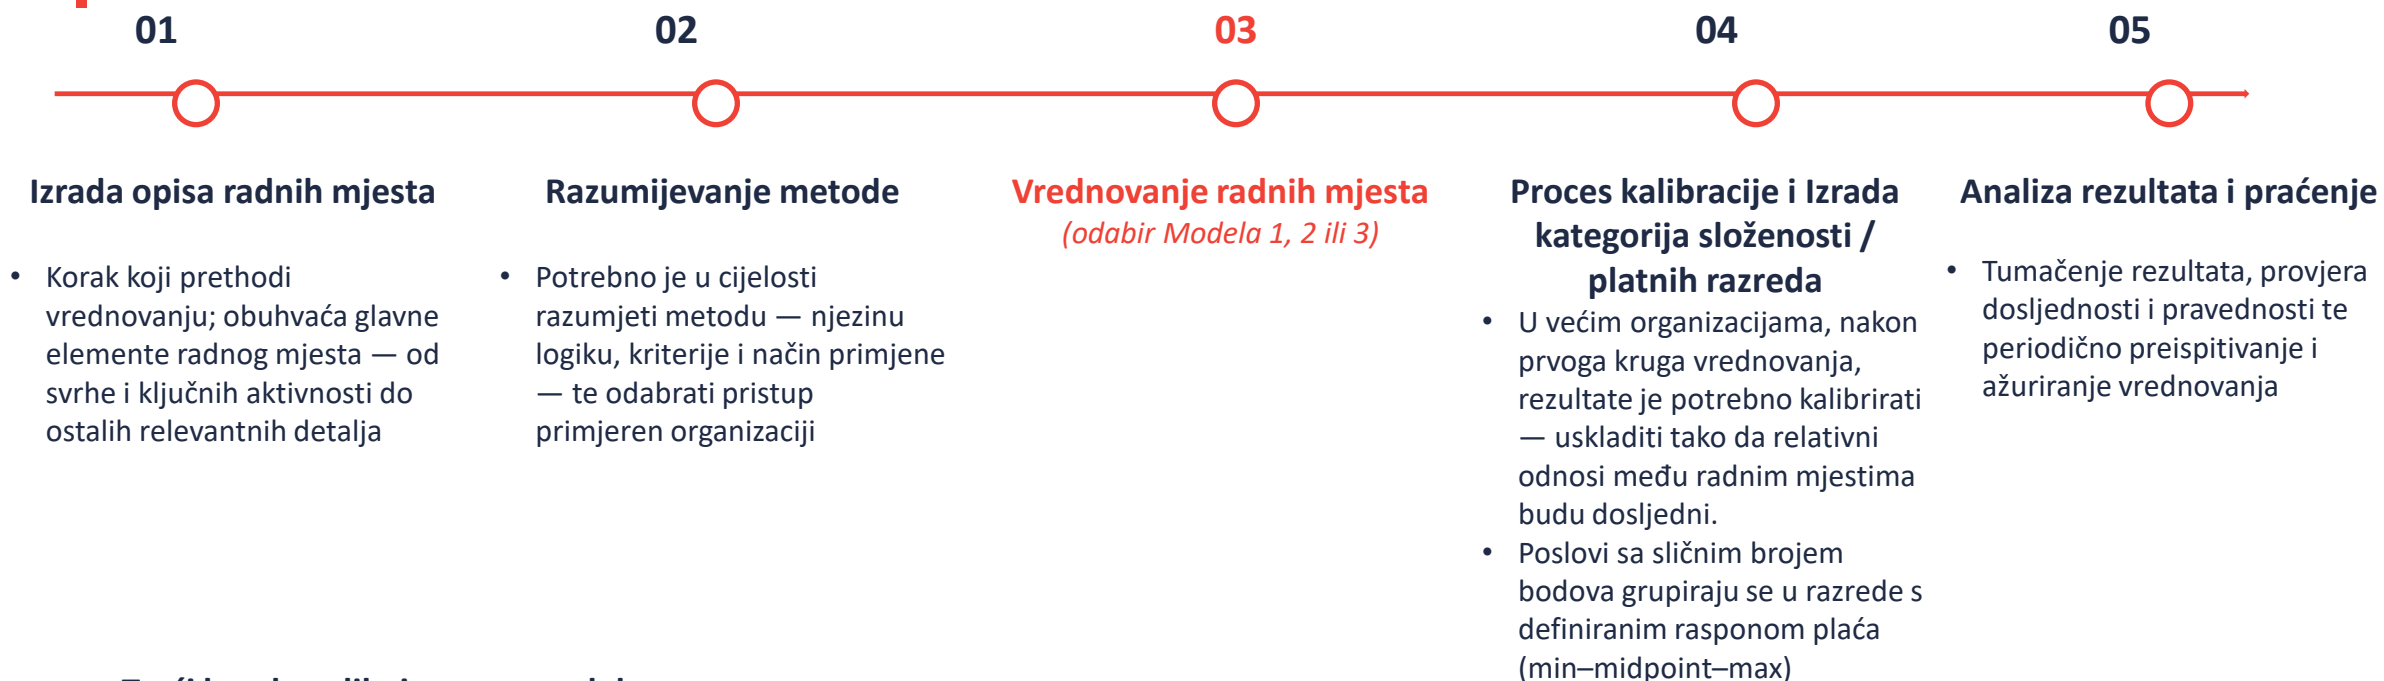 01
02
03
04
05
Izrada opisa radnih mjesta
• Korak koji prethodi
vrednovanju; obuhvaća glavne
elemente radnog mjesta — od
svrhe i ključnih aktivnosti do
ostalih relevantnih detalja
Razumijevanje metode
• Potrebno je u cijelosti
razumjeti metodu — njezinu
logiku, kriterije i način primjene
— te odabrati pristup
primjeren organizaciji
Vrednovanje radnih mjesta
(odabir Modela 1, 2 ili 3)
Proces kalibracije i Izrada
kategorija složenosti /
platnih razreda
• U većim organizacijama, nakon
prvoga kruga vrednovanja,
rezultate je potrebno kalibrirati
— uskladiti tako da relativni
odnosi među radnim mjestima
budu dosljedni.
• Poslovi sa sličnim brojem
bodova grupiraju se u razrede s
definiranim rasponom plaća
(min–midpoint–max)
Analiza rezultata i praćenje
• Tumačenje rezultata, provjera
dosljednosti i pravednosti te
periodično preispitivanje i
ažuriranje vrednovanja